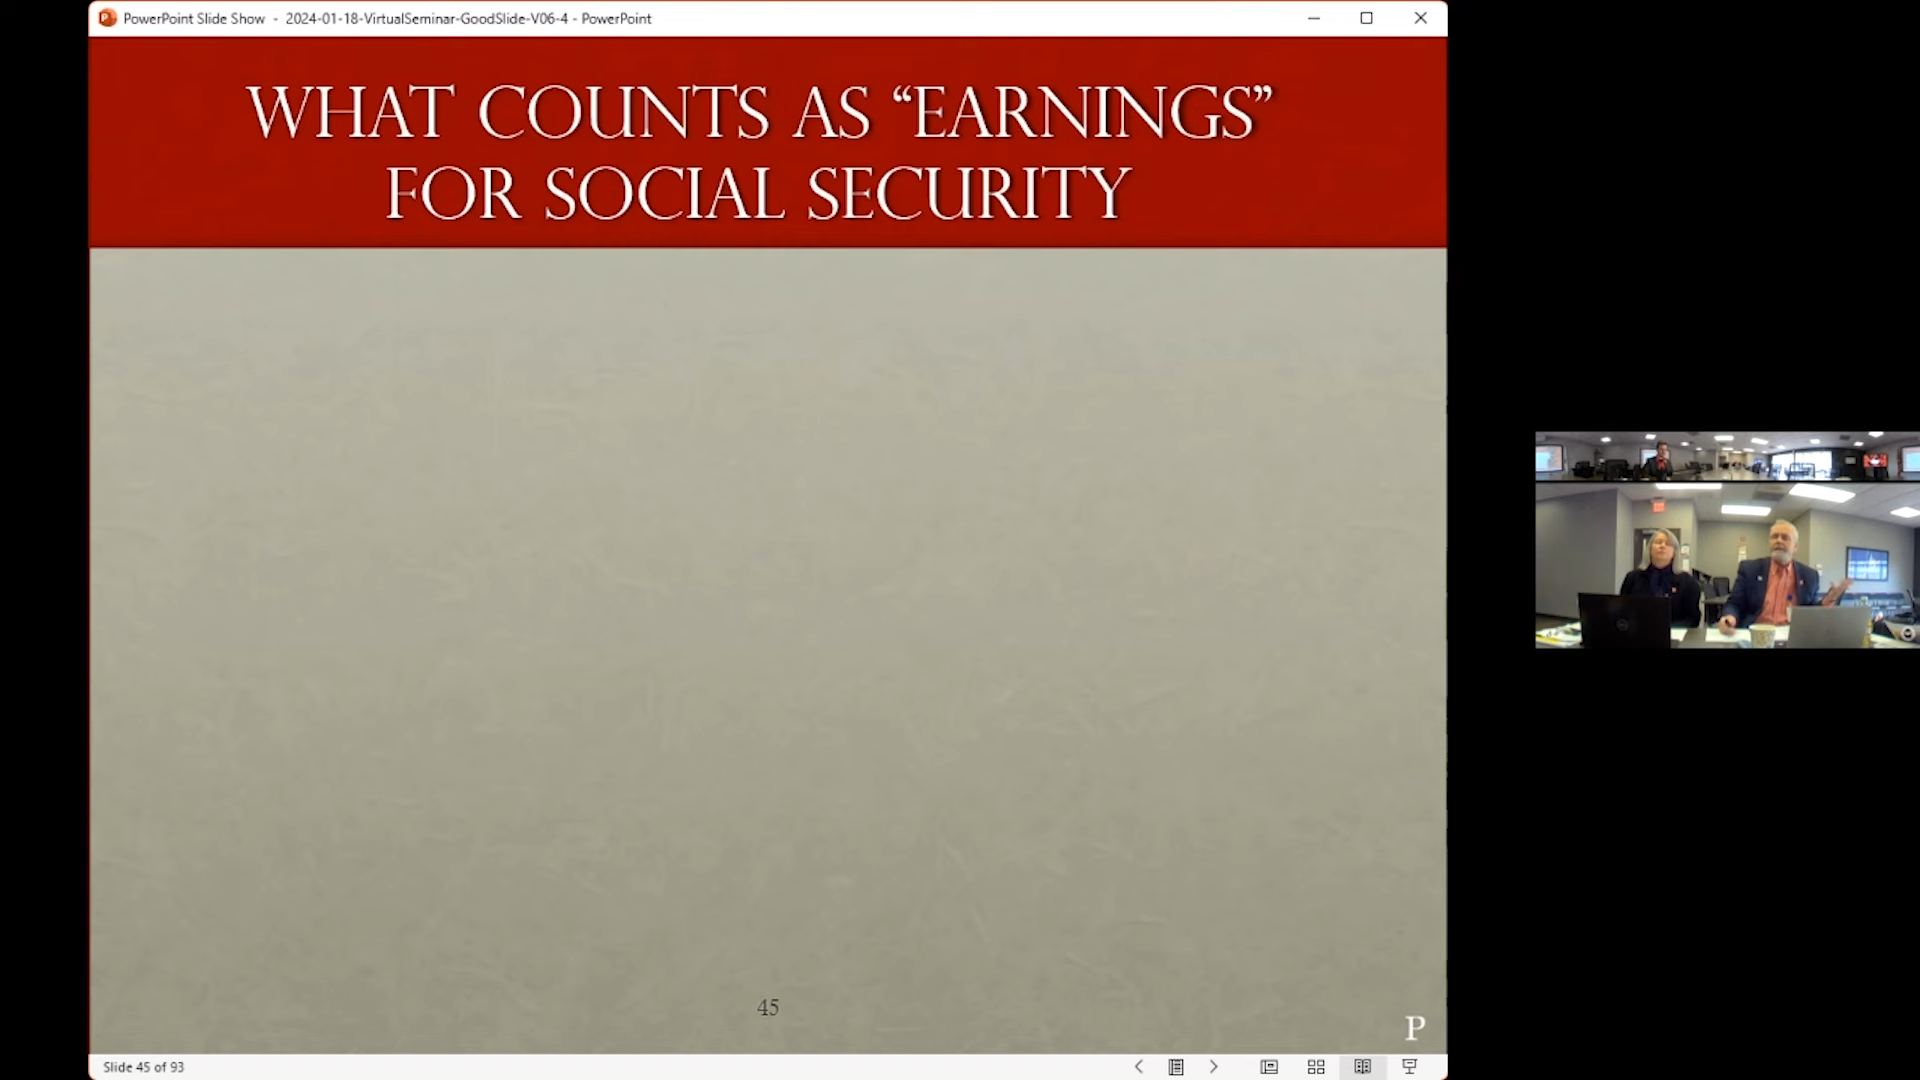 PowerPoint Slide Show - 2024-01-18-VirtualSeminar-GoodSlide-V06-4 - PowerPoint
WHAT COUNTS AS “EARNINGS”
FOR SOCIAL SECURITY
45
P
Slide 45 of 93